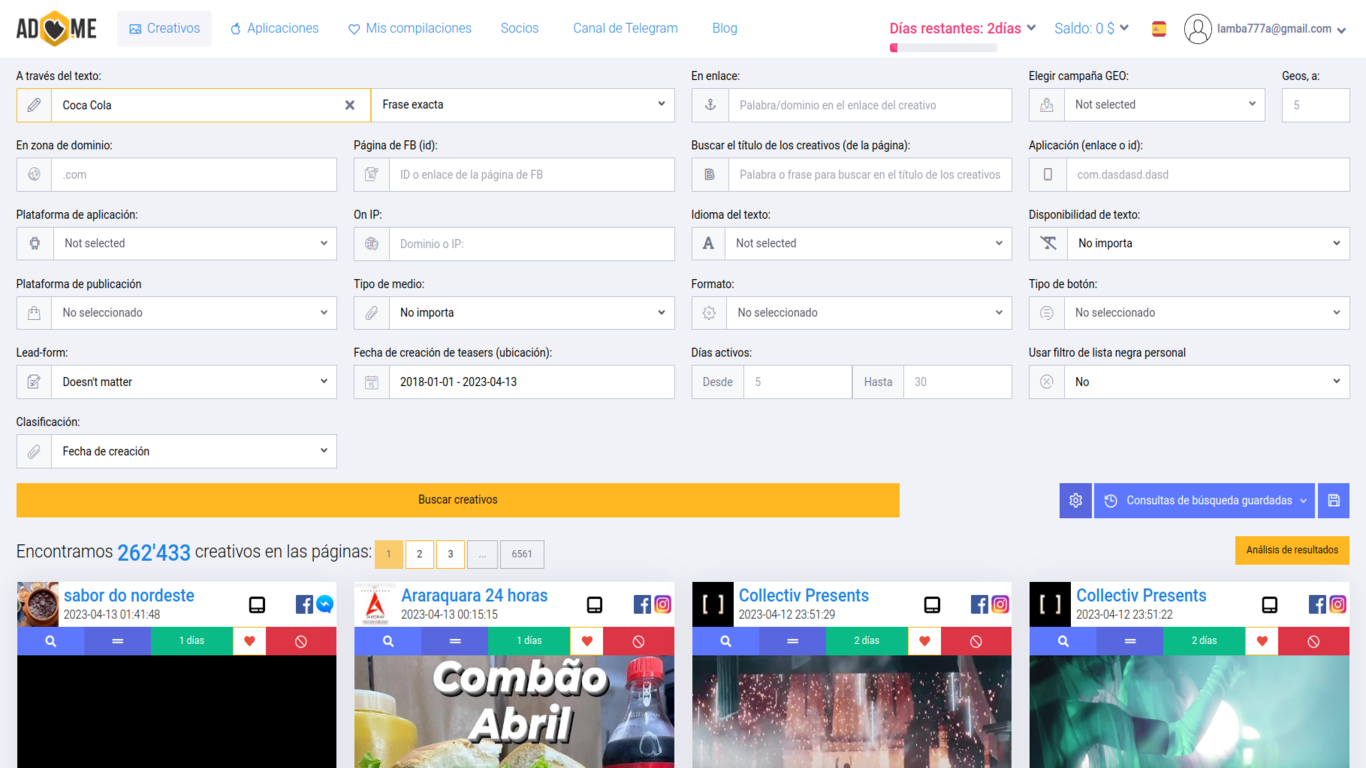 AD ME
Creativos
Aplicaciones
Mis compilaciones
Socios
Canal de Telegram
Blog
Días restantes: 2días
Saldo: 0 $
lamba777a@gmail.com
A través del texto:
En enlace:
Elegir campaña GEO:
Geos, a:
Coca Cola
Frase exacta
Palabra/dominio en el enlace del creativo
Not selected
5
En zona de dominio:
Página de FB (id):
Buscar el título de los creativos (de la página):
Aplicación (enlace o id):
.com
ID o enlace de la página de FB
Palabra o frase para buscar en el título de los creativos
com.dasdasd.dasd
Plataforma de aplicación:
On IP:
Idioma del texto:
Disponibilidad de texto:
Not selected
Dominio o IP:
Not selected
No importa
Plataforma de publicación
Tipo de medio:
Formato:
Tipo de botón:
No seleccionado
No importa
No seleccionado
No seleccionado
Lead-form:
Fecha de creación de teasers (ubicación):
Días activos:
Usar filtro de lista negra personal
Doesn't matter
2018-01-01 - 2023-04-13
Desde
5
Hasta
30
No
Clasificación:
Fecha de creación
Buscar creativos
Consultas de búsqueda guardadas
Encontramos 262'433 creativos en las páginas:
1
2
3
...
6561
Análisis de resultados
sabor do nordeste
2023-04-13 01:41:48
1 días
Araraquara 24 horas
2023-04-13 00:15:15
1 días
Combão
Abril
[ ]
Collectiv Presents
2023-04-12 23:51:29
2 días
[ ]
Collectiv Presents
2023-04-12 23:51:22
2 días